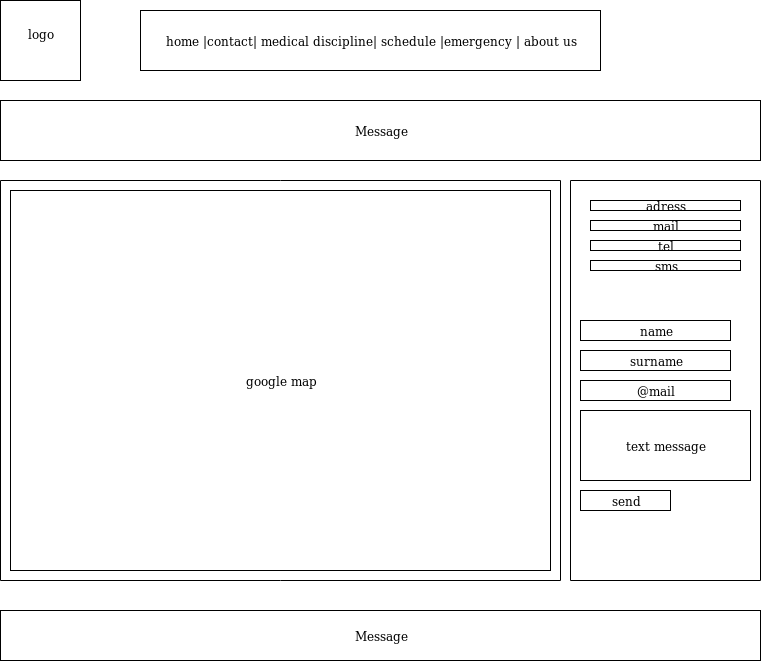 logo
home |contact| medical discipline| schedule |emergency | about us
Message
google map
adress
mail
tel
sms
name
surname
@mail
text message
send
Message